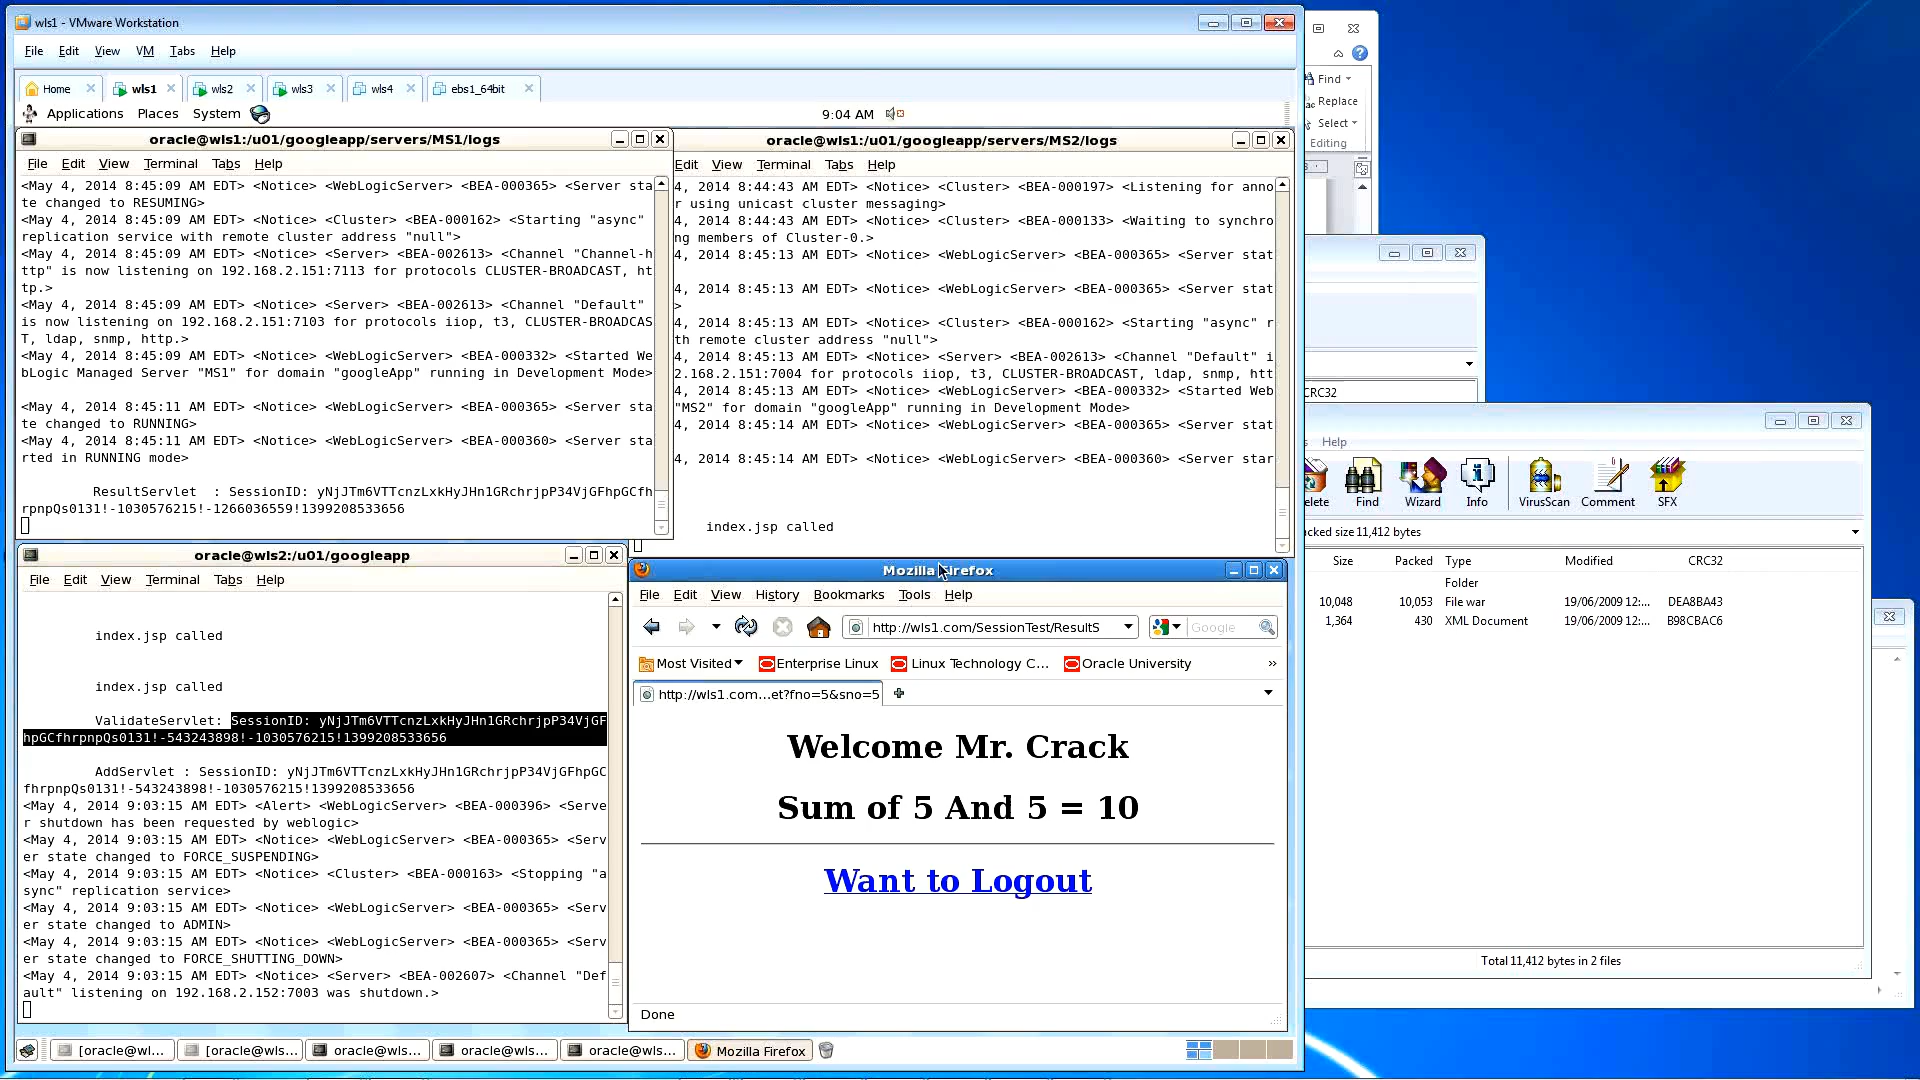 wls1 - VMware Workstation
File Edit View VM Tabs Help
Home wls1 wls2 wls3 wls4 ebs1_64bit
Applications Places System 9:04 AM
oracle@wls1:/u01/googleapp/servers/MS1/logs
File Edit View Terminal Tabs Help
<May 4, 2014 8:45:09 AM EDT> <Notice> <WebLogicServer> <BEA-000365> <Server sta
te changed to RESUMING>
<May 4, 2014 8:45:09 AM EDT> <Notice> <Cluster> <BEA-000162> <Starting "async"
replication service with remote cluster address "null">
<May 4, 2014 8:45:09 AM EDT> <Notice> <Server> <BEA-002613> <Channel "Channel-h
ttp" is now listening on 192.168.2.151:7113 for protocols CLUSTER-BROADCAST, ht
tp.>
<May 4, 2014 8:45:09 AM EDT> <Notice> <Server> <BEA-002613> <Channel "Default"
is now listening on 192.168.2.151:7103 for protocols iiop, t3, CLUSTER-BROADCAS
T, ldap, snmp, http.>
<May 4, 2014 8:45:09 AM EDT> <Notice> <WebLogicServer> <BEA-000332> <Started We
bLogic Managed Server "MS1" for domain "googleApp" running in Development Mode>
<May 4, 2014 8:45:11 AM EDT> <Notice> <WebLogicServer> <BEA-000365> <Server sta
te changed to RUNNING>
<May 4, 2014 8:45:11 AM EDT> <Notice> <WebLogicServer> <BEA-000360> <Server sta
rted in RUNNING mode>
ResultServlet : SessionID: yNjJTm6VTTcnzLxkHyJHn1GRchrjpP34VjGFhpGCfh
rpnpQs0131!-1030576215!-1266036559!1399208533656
oracle@wls1:/u01/googleapp/servers/MS2/logs
Edit View Terminal Tabs Help
4, 2014 8:44:43 AM EDT> <Notice> <Cluster> <BEA-000197> <Listening for anno
r using unicast cluster messaging>
4, 2014 8:44:43 AM EDT> <Notice> <Cluster> <BEA-000133> <Waiting to synchro
ng members of Cluster-0.>
4, 2014 8:45:13 AM EDT> <Notice> <WebLogicServer> <BEA-000365> <Server stat
4, 2014 8:45:13 AM EDT> <Notice> <WebLogicServer> <BEA-000365> <Server stat
>
4, 2014 8:45:13 AM EDT> <Notice> <Cluster> <BEA-000162> <Starting "async" r
th remote cluster address "null">
4, 2014 8:45:13 AM EDT> <Notice> <Server> <BEA-002613> <Channel "Default" i
2.168.2.151:7004 for protocols iiop, t3, CLUSTER-BROADCAST, ldap, snmp, htt
4, 2014 8:45:13 AM EDT> <Notice> <WebLogicServer> <BEA-000332> <Started Web
"MS2" for domain "googleApp" running in Development Mode>
4, 2014 8:45:14 AM EDT> <Notice> <WebLogicServer> <BEA-000365> <Server stat
4, 2014 8:45:14 AM EDT> <Notice> <WebLogicServer> <BEA-000360> <Server star
index.jsp called
oracle@wls2:/u01/googleapp
File Edit View Terminal Tabs Help
index.jsp called
index.jsp called
ValidateServlet: SessionID: yNjJTm6VTTcnzLxkHyJHn1GRchrjpP34VjGF
hpGCfhrpnpQs0131!-543243898!-1030576215!1399208533656
AddServlet : SessionID: yNjJTm6VTTcnzLxkHyJHn1GRchrjpP34VjGFhpGC
fhrpnpQs0131!-543243898!-1030576215!1399208533656
<May 4, 2014 9:03:15 AM EDT> <Alert> <WebLogicServer> <BEA-000396> <Serve
r shutdown has been requested by weblogic>
<May 4, 2014 9:03:15 AM EDT> <Notice> <WebLogicServer> <BEA-000365> <Serv
er state changed to FORCE_SUSPENDING>
<May 4, 2014 9:03:15 AM EDT> <Notice> <Cluster> <BEA-000163> <Stopping "a
sync" replication service>
<May 4, 2014 9:03:15 AM EDT> <Notice> <WebLogicServer> <BEA-000365> <Serv
er state changed to ADMIN>
<May 4, 2014 9:03:15 AM EDT> <Notice> <WebLogicServer> <BEA-000365> <Serv
er state changed to FORCE_SHUTTING_DOWN>
<May 4, 2014 9:03:15 AM EDT> <Notice> <Server> <BEA-002607> <Channel "Def
ault" listening on 192.168.2.152:7003 was shutdown.>
Mozilla Firefox
File Edit View History Bookmarks Tools Help
http://wls1.com/SessionTest/ResultS Google
Most Visited Enterprise Linux Linux Technology C... Oracle University »
http://wls1.com...et?fno=5&sno=5
Welcome Mr. Crack
Sum of 5 And 5 = 10
Want to Logout
Done
[oracle@wl... [oracle@wls... oracle@wls... oracle@wls... oracle@wls... Mozilla Firefox
Find
Replace
Select
Editing
CRC32
s Help
elete Find Wizard Info VirusScan Comment SFX
cked size 11,412 bytes
Size Packed Type Modified CRC32
Folder
10,048 10,053 File war 19/06/2009 12:... DEA8BA43
1,364 430 XML Document 19/06/2009 12:... B98CBAC6
Total 11,412 bytes in 2 files